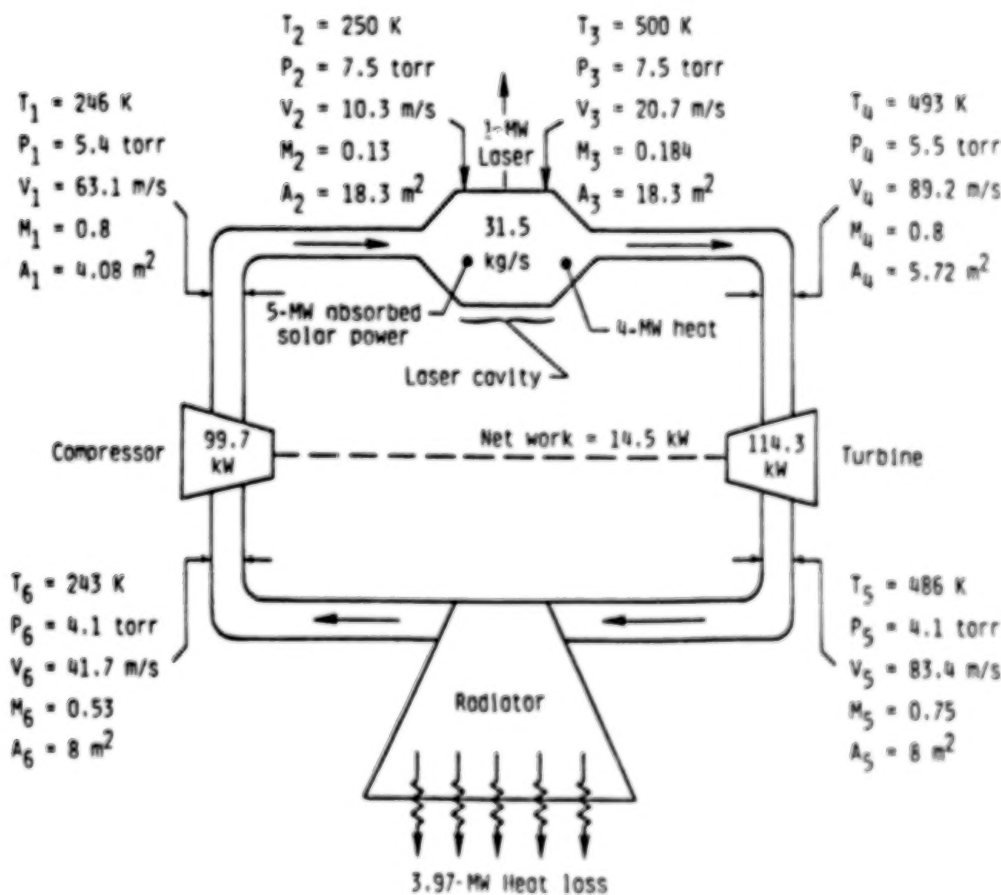 T2 = 250 K
P2 = 7.5 torr
V2 = 10.3 m/s
M2 = 0.13
A2 = 18.3 m2
T3 = 500 K
P3 = 7.5 torr
V3 = 20.7 m/s
M3 = 0.184
A3 = 18.3 m2
T1 = 246 K
P1 = 5.4 torr
V1 = 63.1 m/s
M1 = 0.8
A1 = 4.08 m2
1-MW
Laser
T4 = 493 K
P4 = 5.5 torr
V4 = 89.2 m/s
M4 = 0.8
A4 = 5.72 m2
31.5
kg/s
5-MW absorbed
solar power
4-MW heat
Laser cavity
Compressor
99.7
kW
Net work = 14.5 kW
114.3
kW
Turbine
T6 = 243 K
P6 = 4.1 torr
V6 = 41.7 m/s
M6 = 0.53
A6 = 8 m2
T5 = 486 K
P5 = 4.1 torr
V5 = 83.4 m/s
M5 = 0.75
A5 = 8 m2
Radiator
3.97-MW Heat loss